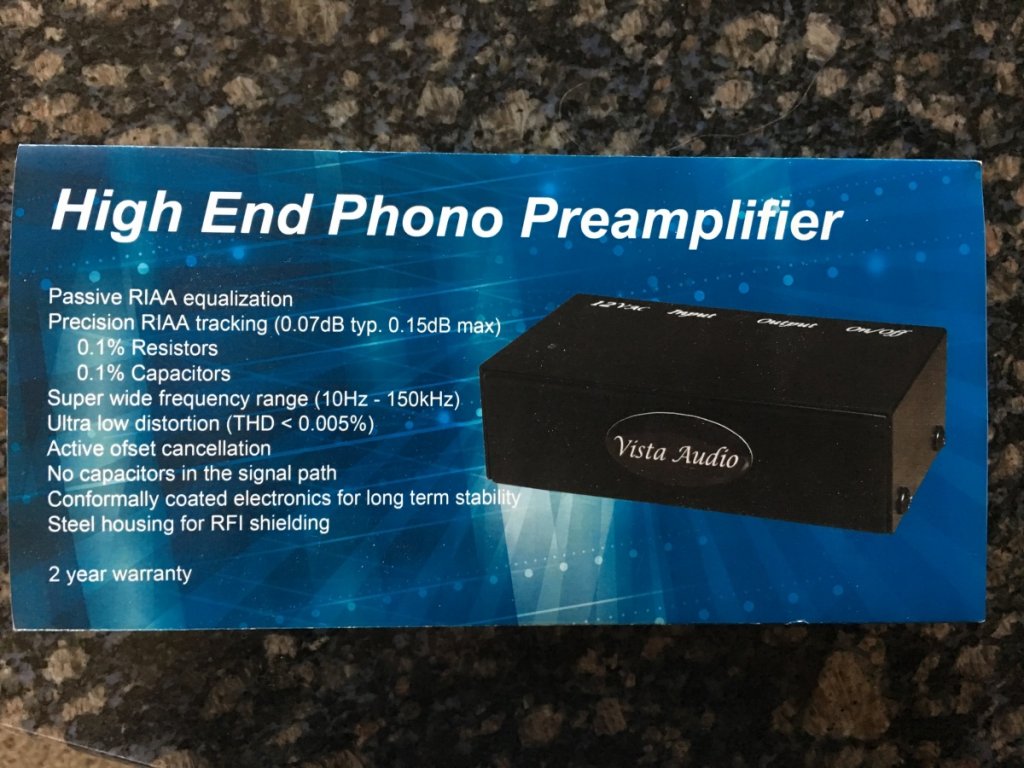 High End Phono Preamplifier
Passive RIAA equalization
Precision RIAA tracking (0.07dB typ. 0.15dB max)
0.1% Resistors
0.1% Capacitors
Super wide frequency range (10Hz - 150kHz)
Ultra low distortion (THD < 0.005%)
Active ofset cancellation
No capacitors in the signal path
Conformally coated electronics for long term stability
Steel housing for RFI shielding
2 year warranty
12VAC Input Output On/off
Vista Audio